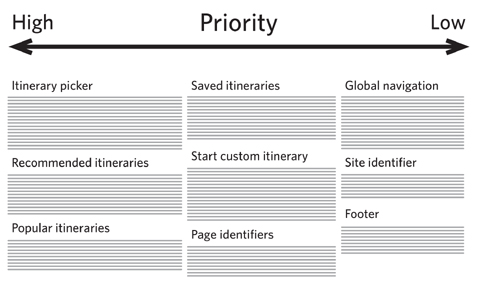 High Priority Low
Itinerary picker
Recommended itineraries
Popular itineraries
Saved itineraries
Start custom itinerary
Page identifiers
Global navigation
Site identifier
Footer